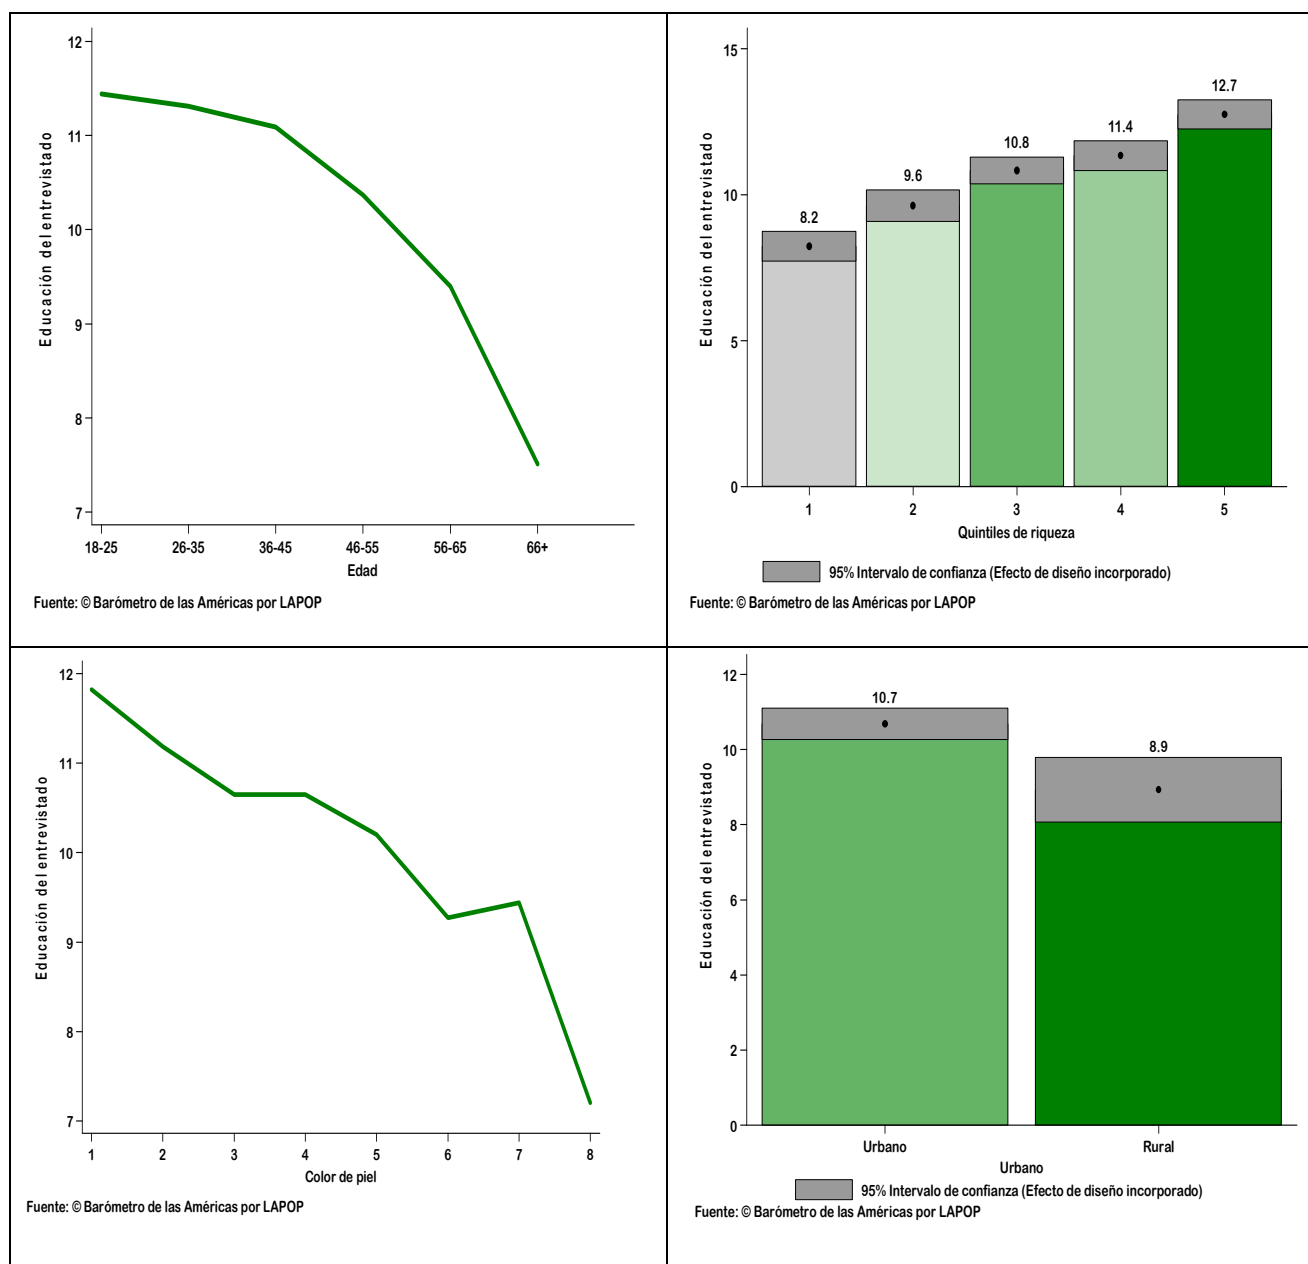 12
11
10
9
8
7
Educación del entrevistado
18-25 26-35 36-45 46-55 56-65 66+
Edad
Fuente: © Barómetro de las Américas por LAPOP
15
10
5
0
Educación del entrevistado
8.2
9.6
10.8
11.4
12.7
1 2 3 4 5
Quintiles de riqueza
95% Intervalo de confianza (Efecto de diseño incorporado)
Fuente: © Barómetro de las Américas por LAPOP
12
11
10
9
8
7
Educación del entrevistado
1 2 3 4 5 6 7 8
Color de piel
Fuente: © Barómetro de las Américas por LAPOP
12
10
8
6
4
2
0
Educación del entrevistado
10.7
8.9
Urbano Rural
Urbano
95% Intervalo de confianza (Efecto de diseño incorporado)
Fuente: © Barómetro de las Américas por LAPOP